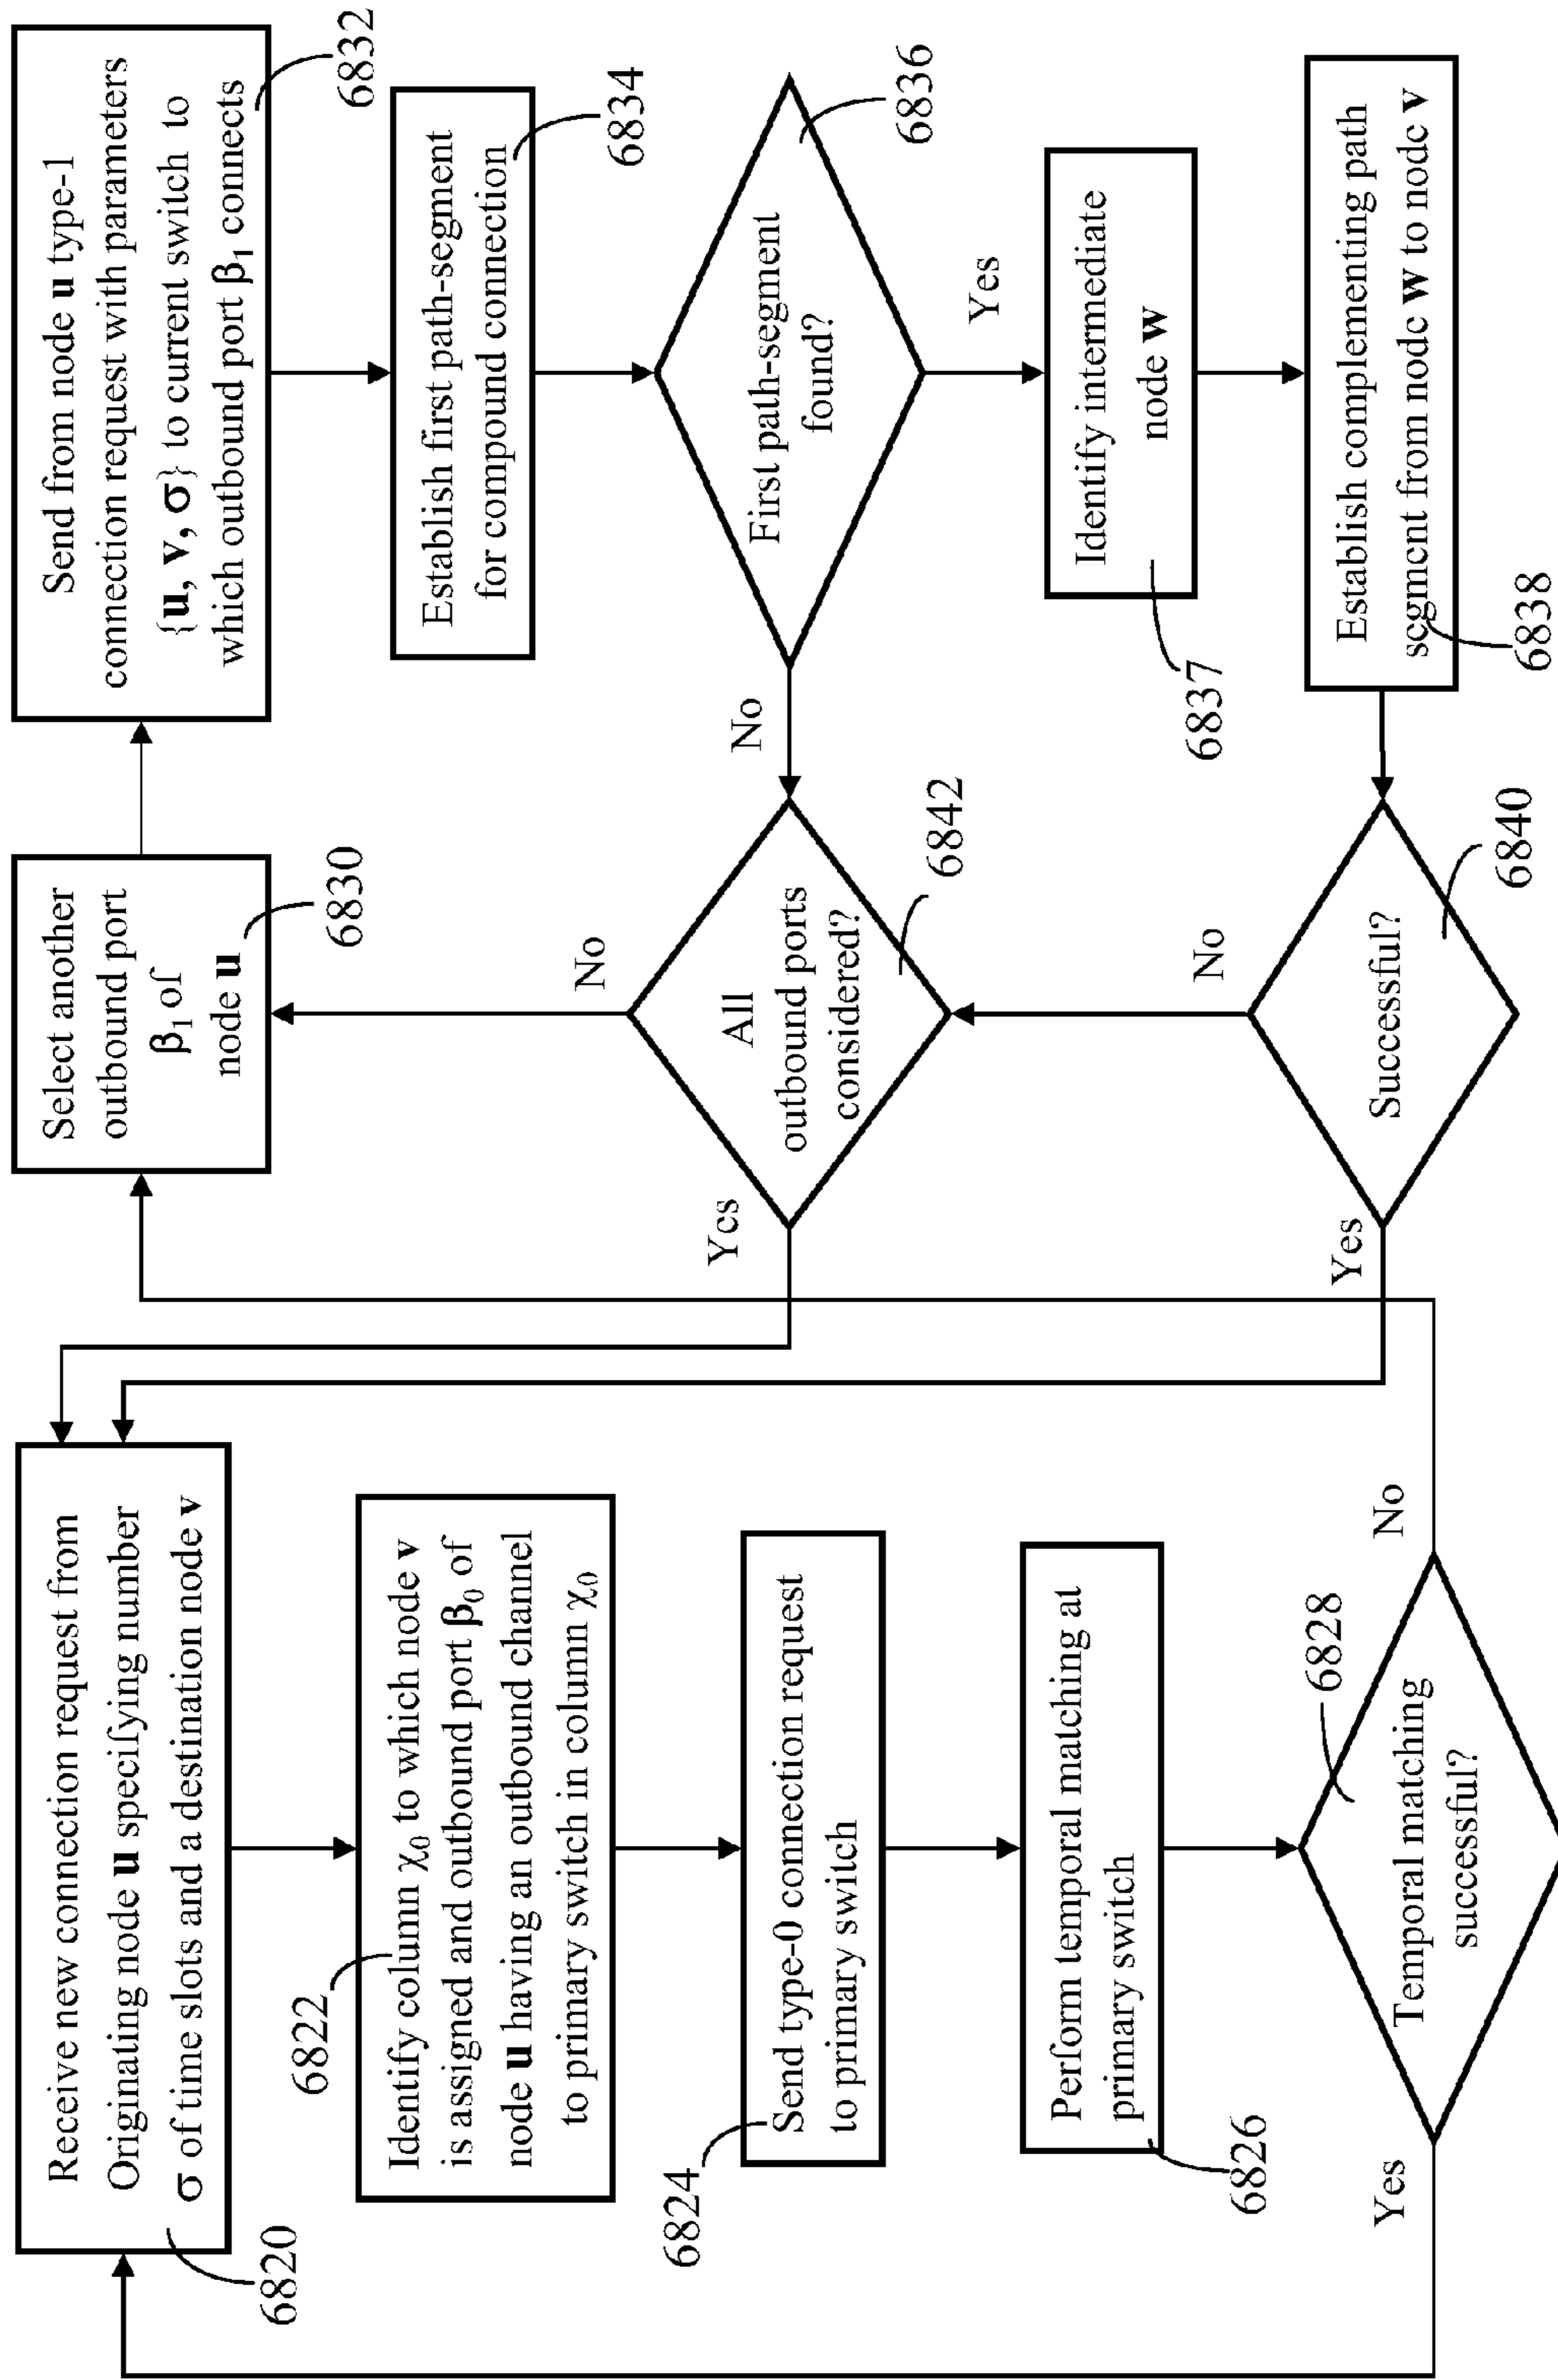 Receive new connection request from
Originating node u specifying number
σ of time slots and a destination node v
6820
Identify column χ₀ to which node v
is assigned and outbound port β₀ of
node u having an outbound channel
to primary switch in column χ₀
6822
Send type-0 connection request
to primary switch
6824
Perform temporal matching at
primary switch
6826
Temporal matching
successful?
6828
Yes
No
Select another
outbound port
β₁ of
node u
6830
Send from node u type-1
connection request with parameters
{u, v, σ} to current switch to
which outbound port β₁ connects
6832
Establish first path-segment
for compound connection
6834
First path-segment
found?
6836
No
Yes
Identify intermediate
node w
6837
Establish complementing path
segment from node w to node v
6838
Successful?
6840
Yes
No
All
outbound ports
considered?
6842
Yes
No